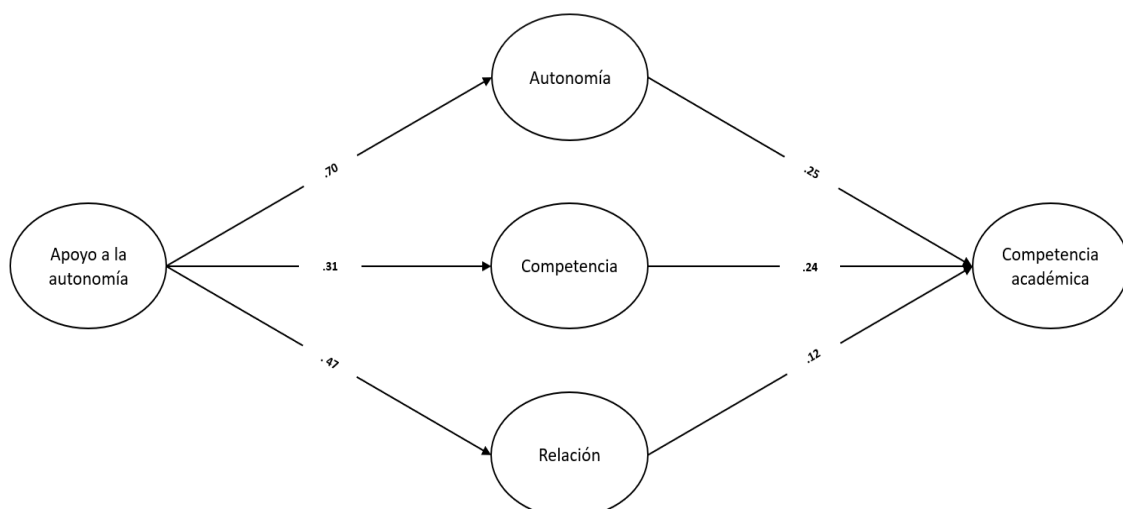 Autonomía
.70
.25
Apoyo a la
autonomía
.31
Competencia
.24
Competencia
académica
. 47
.12
Relación